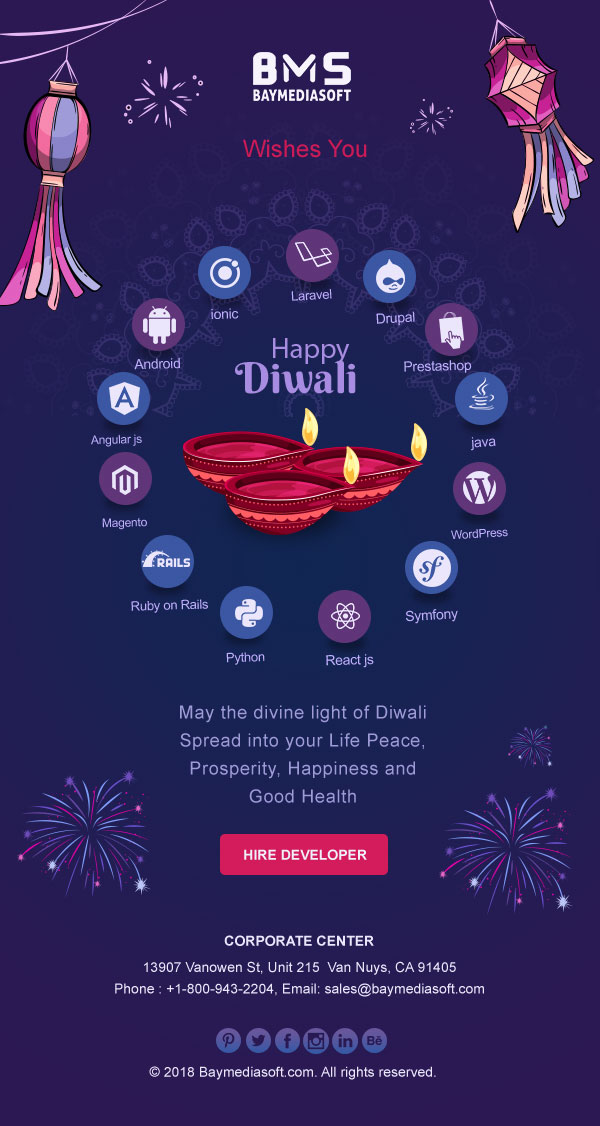 BMS
BAYMEDIASOFT
Wishes You
Laravel
ionic
Drupal
Android
Prestashop
Happy
Diwali
Angular js
java
Magento
WordPress
RAILS
Ruby on Rails
sf
Symfony
Python
React js
May the divine light of Diwali
Spread into your Life Peace,
Prosperity, Happiness and
Good Health
HIRE DEVELOPER
CORPORATE CENTER
13907 Vanowen St, Unit 215 Van Nuys, CA 91405
Phone : +1-800-943-2204, Email: sales@baymediasoft.com
© 2018 Baymediasoft.com. All rights reserved.